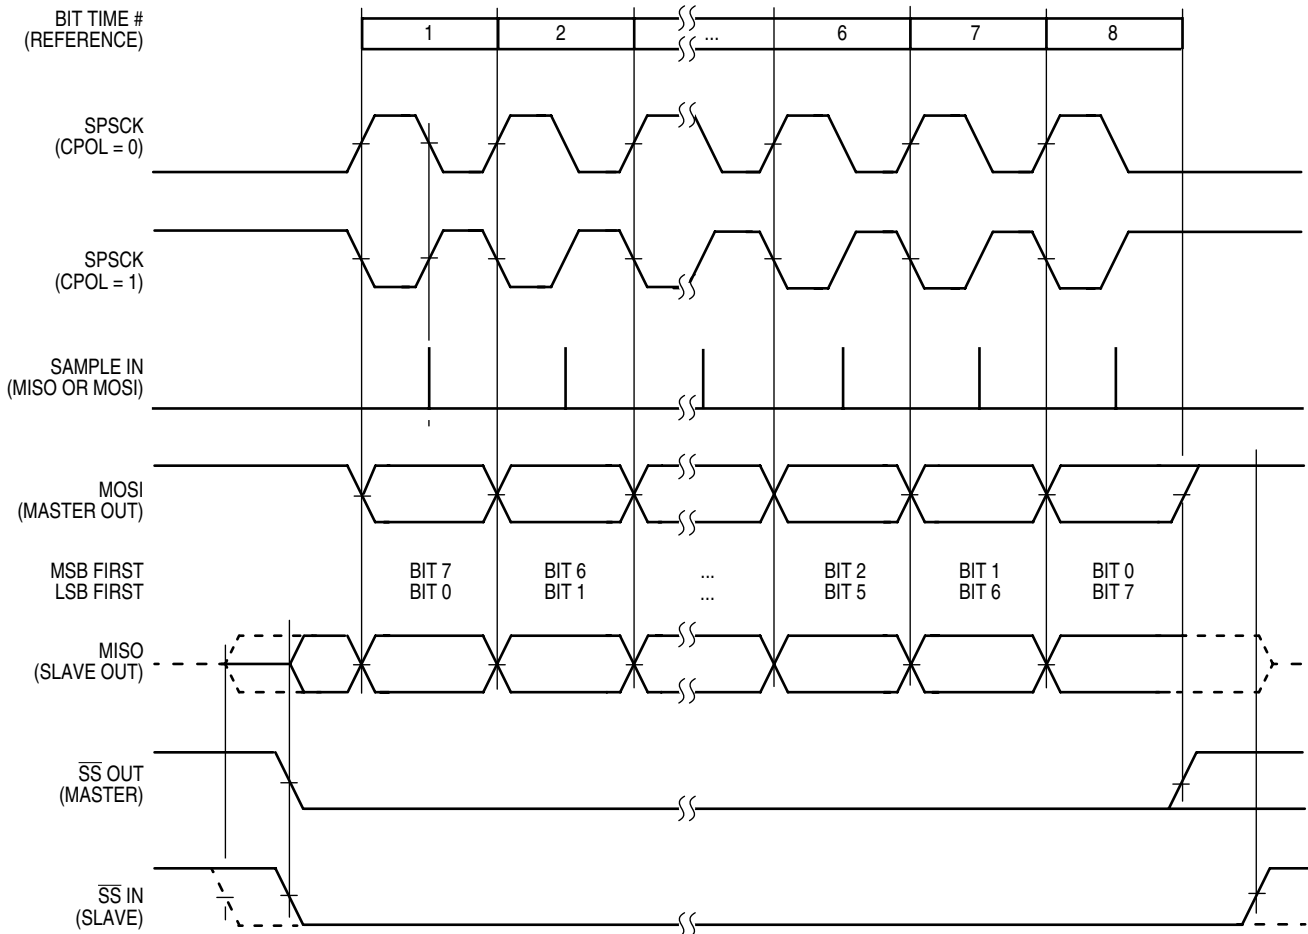 BIT TIME #
(REFERENCE)
1 2 ... 6 7 8
SPSCK
(CPOL = 0)
SPSCK
(CPOL = 1)
SAMPLE IN
(MISO OR MOSI)
MOSI
(MASTER OUT)
MSB FIRST BIT 7 BIT 6 ... BIT 2 BIT 1 BIT 0
LSB FIRST BIT 0 BIT 1 ... BIT 5 BIT 6 BIT 7
MISO
(SLAVE OUT)
S̅S̅ OUT
(MASTER)
S̅S̅ IN
(SLAVE)